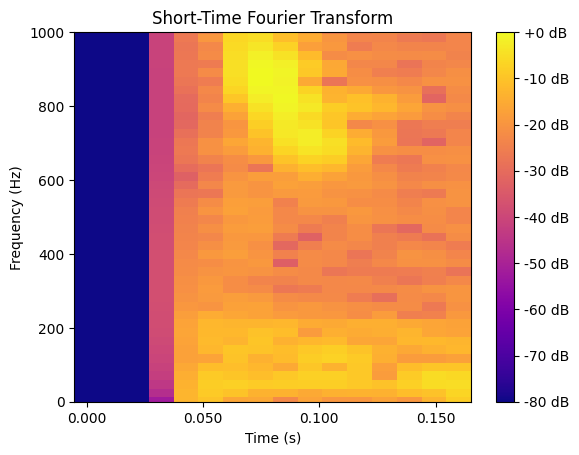 Short-Time Fourier Transform
1000
800
600
400
200
0
Frequency (Hz)
0.000
0.050
0.100
0.150
Time (s)
+0 dB
-10 dB
-20 dB
-30 dB
-40 dB
-50 dB
-60 dB
-70 dB
-80 dB